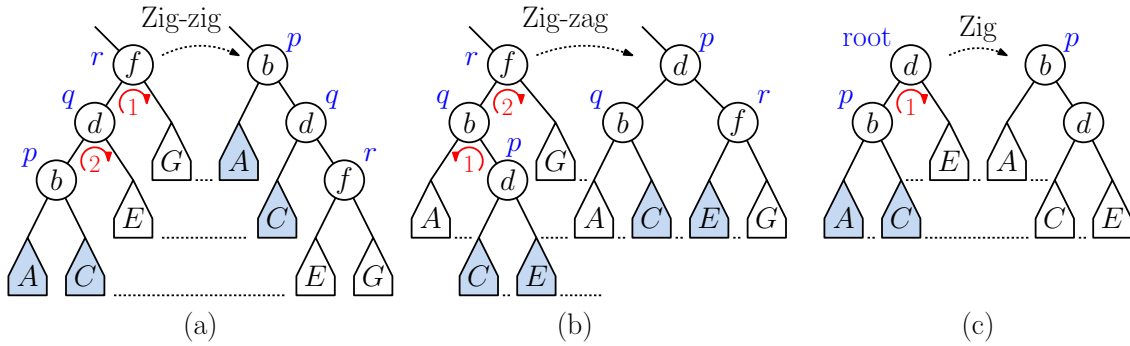 Zig-zig
Zig-zag
Zig
r f
p b
r f
p d
root d
p b
q d 1
q d
q b 2
q b
r f
p b 1
d
p b 2
E
G
A
C
r f
A 1
p d
G
A
C
E
G
A
C
E
A
C
E
A
C
E
G
C
E
(a)
(b)
(c)